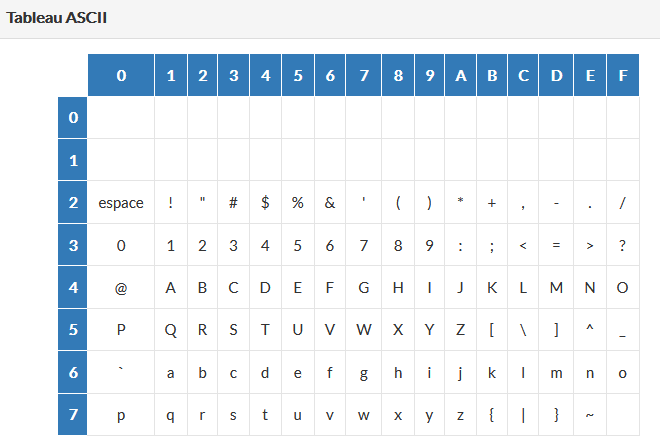 Tableau ASCII
0 1 2 3 4 5 6 7 8 9 A B C D E F
0
1
2 espace ! " # $ % & ' ( ) * + , - . /
3 0 1 2 3 4 5 6 7 8 9 : ; < = > ?
4 @ A B C D E F G H I J K L M N O
5 P Q R S T U V W X Y Z [ \ ] ^ _
6 ` a b c d e f g h i j k l m n o
7 p q r s t u v w x y z { | } ~